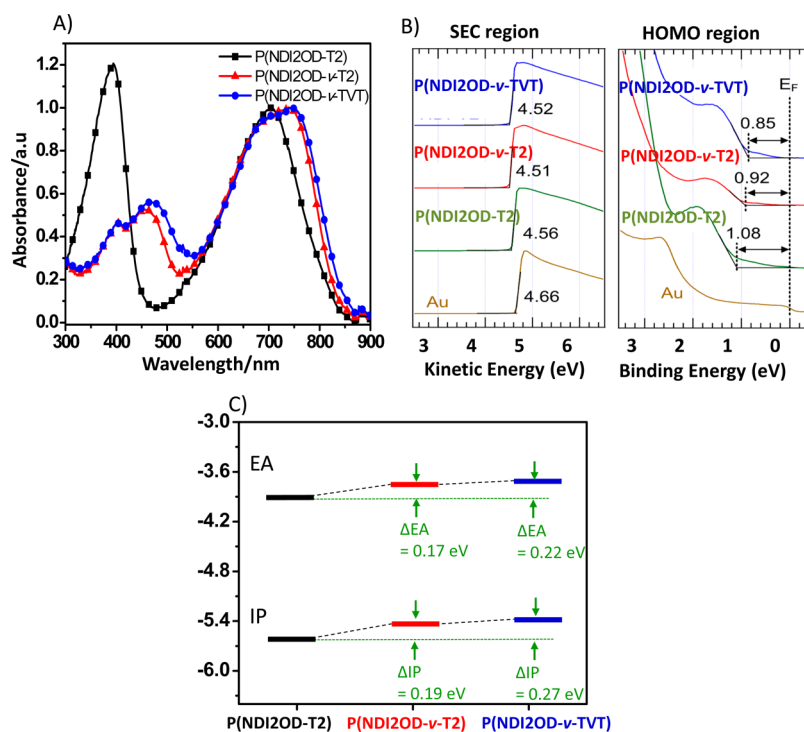 A)
P(NDI2OD-T2)
P(NDI2OD-v-T2)
P(NDI2OD-v-TVT)
1.2
1.0
0.8
0.6
0.4
0.2
0.0
Absorbance/a.u
300 400 500 600 700 800 900
Wavelength/nm
B)
SEC region
HOMO region
P(NDI2OD-v-TVT)
4.52
P(NDI2OD-v-T2)
4.51
P(NDI2OD-T2)
4.56
Au
4.66
3 4 5 6
Kinetic Energy (eV)
EF
P(NDI2OD-v-TVT)
0.85
P(NDI2OD-v-T2)
0.92
P(NDI2OD-T2)
1.08
Au
3 2 1 0
Binding Energy (eV)
C)
-3.0
-3.6
-4.2
-4.8
-5.4
-6.0
EA
ΔEA
= 0.17 eV
ΔEA
= 0.22 eV
IP
ΔIP
= 0.19 eV
ΔIP
= 0.27 eV
P(NDI2OD-T2) P(NDI2OD-v-T2) P(NDI2OD-v-TVT)